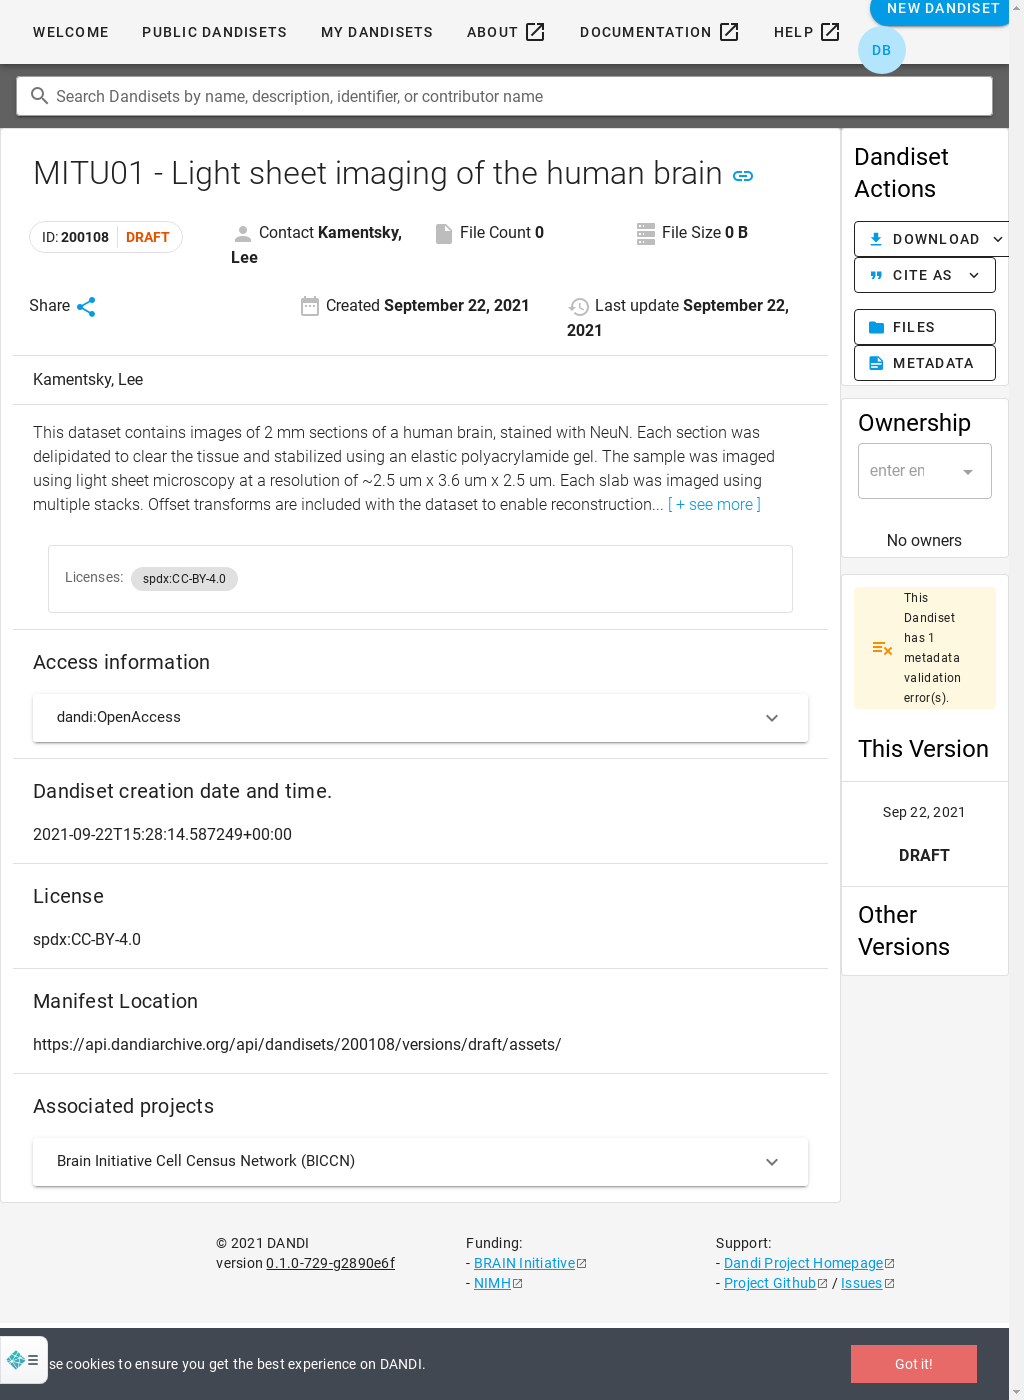 WELCOME PUBLIC DANDISETS MY DANDISETS ABOUT DOCUMENTATION HELP NEW DANDISET
DB
Search Dandisets by name, description, identifier, or contributor name
MITU01 - Light sheet imaging of the human brain
ID: 200108 DRAFT
Contact Kamentsky, Lee
File Count 0
File Size 0 B
Share
Created September 22, 2021
Last update September 22, 2021
Kamentsky, Lee
This dataset contains images of 2 mm sections of a human brain, stained with NeuN. Each section was
delipidated to clear the tissue and stabilized using an elastic polyacrylamide gel. The sample was imaged
using light sheet microscopy at a resolution of ~2.5 um x 3.6 um x 2.5 um. Each slab was imaged using
multiple stacks. Offset transforms are included with the dataset to enable reconstruction... [ + see more ]
Licenses: spdx:CC-BY-4.0
Access information
dandi:OpenAccess
Dandiset creation date and time.
2021-09-22T15:28:14.587249+00:00
License
spdx:CC-BY-4.0
Manifest Location
https://api.dandiarchive.org/api/dandisets/200108/versions/draft/assets/
Associated projects
Brain Initiative Cell Census Network (BICCN)
Dandiset
Actions
DOWNLOAD
CITE AS
FILES
METADATA
Ownership
enter en
No owners
This
Dandiset
has 1
metadata
validation
error(s).
This Version
Sep 22, 2021
DRAFT
Other
Versions
© 2021 DANDI
version 0.1.0-729-g2890e6f
Funding:
- BRAIN Initiative
- NIMH
Support:
- Dandi Project Homepage
- Project Github / Issues
se cookies to ensure you get the best experience on DANDI.
Got it!